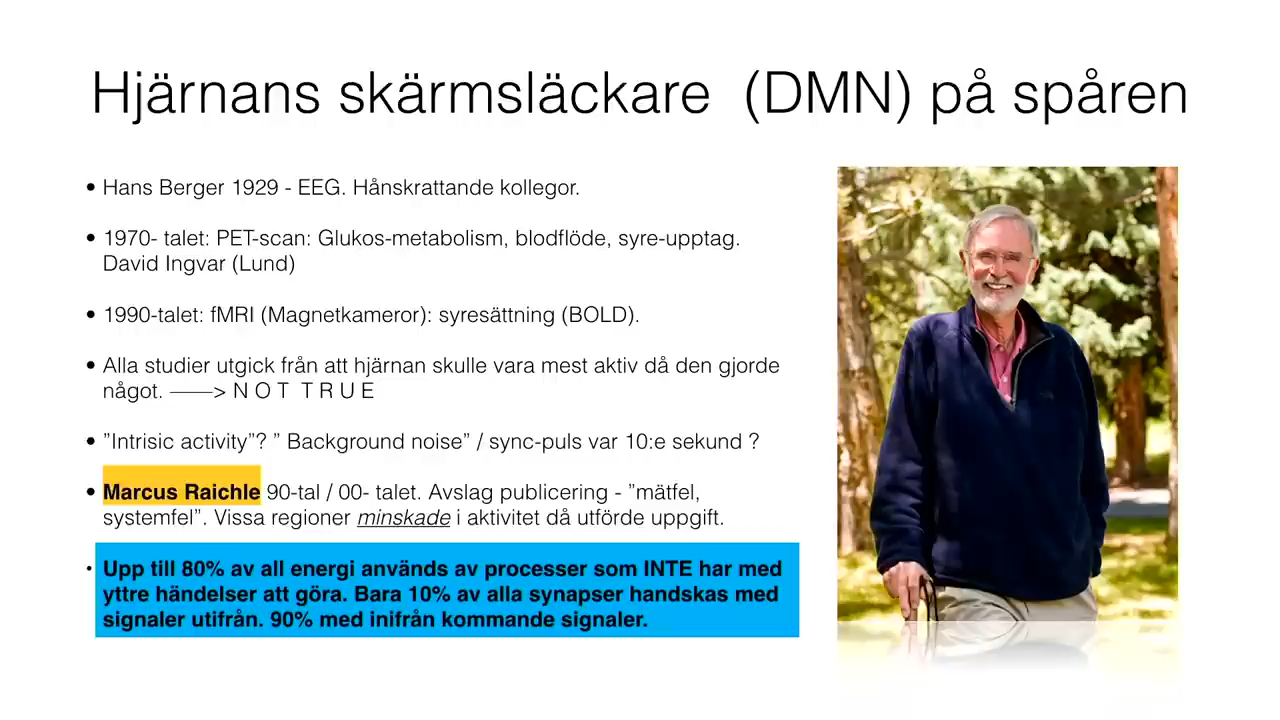 Hjärnans skärmsläckare (DMN) på spåren
• Hans Berger 1929 - EEG. Hånskrattande kollegor.
• 1970- talet: PET-scan: Glukos-metabolism, blodflöde, syre-upptag.
David Ingvar (Lund)
• 1990-talet: fMRI (Magnetkameror): syresättning (BOLD).
• Alla studier utgick från att hjärnan skulle vara mest aktiv då den gjorde
något. ——> N O T T R U E
• ”Intrisic activity”? ” Background noise” / sync-puls var 10:e sekund ?
• Marcus Raichle 90-tal / 00- talet. Avslag publicering - ”mätfel,
systemfel”. Vissa regioner minskade i aktivitet då utförde uppgift.
• Upp till 80% av all energi används av processer som INTE har med
yttre händelser att göra. Bara 10% av alla synapser handskas med
signaler utifrån. 90% med inifrån kommande signaler.